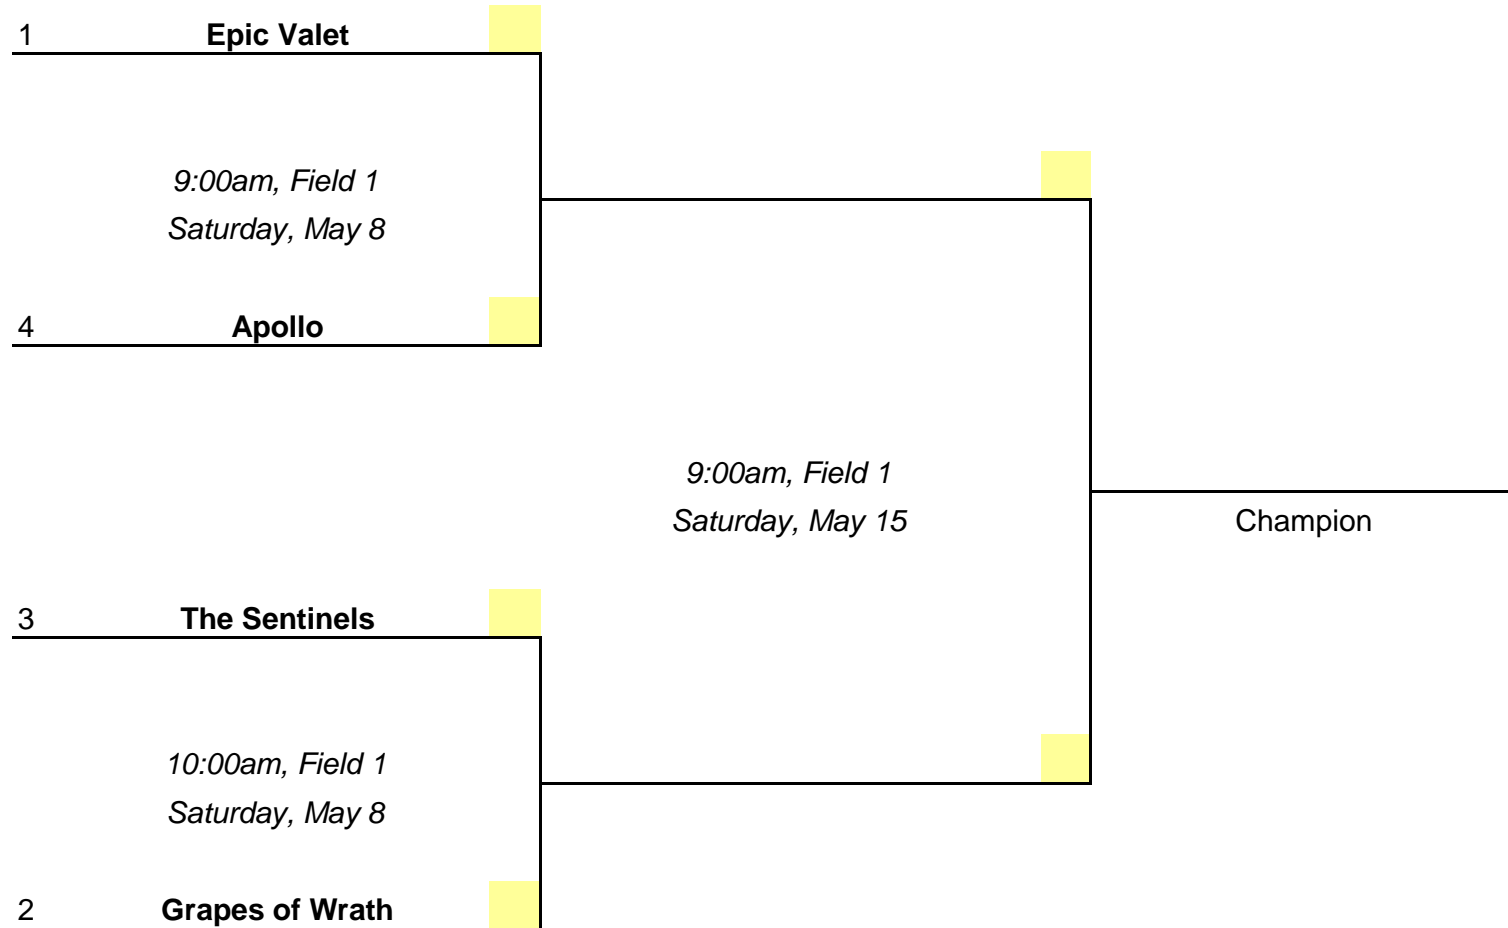 1 Epic Valet
9:00am, Field 1
Saturday, May 8
4 Apollo
9:00am, Field 1
Saturday, May 15
Champion
3 The Sentinels
10:00am, Field 1
Saturday, May 8
2 Grapes of Wrath